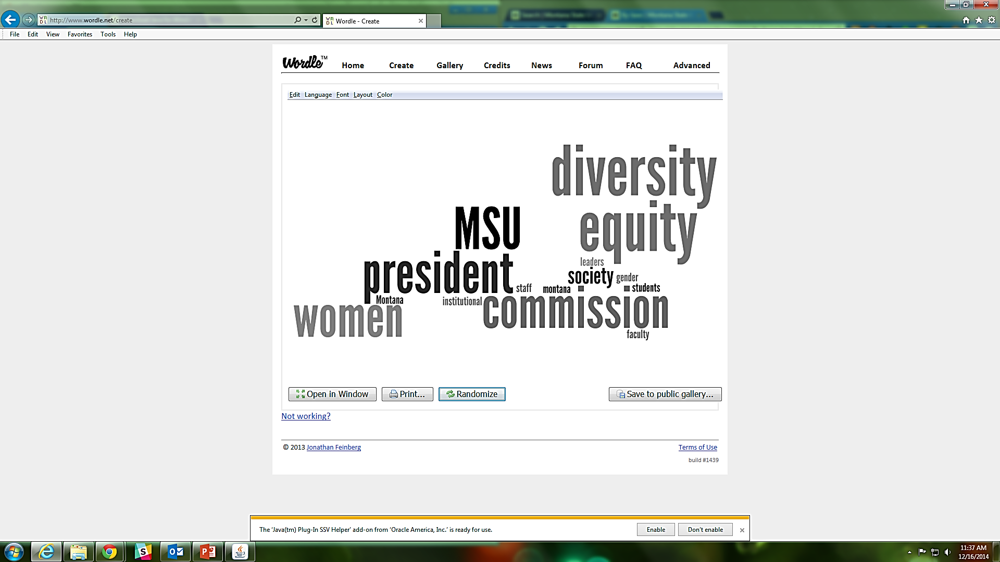 http://www.wordle.net/create
W R D L Wordle - Create
File Edit View Favorites Tools Help
Wordle™ Home Create Gallery Credits News Forum FAQ Advanced
Edit Language Font Layout Color
diversity
MSU equity
president
leaders
society gender
staff montana students
Montana institutional commission
women
faculty
Open in Window Print... Randomize Save to public gallery...
Not working?
© 2013 Jonathan Feinberg Terms of Use
build #1439
The 'Java(tm) Plug-In SSV Helper' add-on from 'Oracle America, Inc.' is ready for use. Enable Don't enable
11:37 AM
12/16/2014